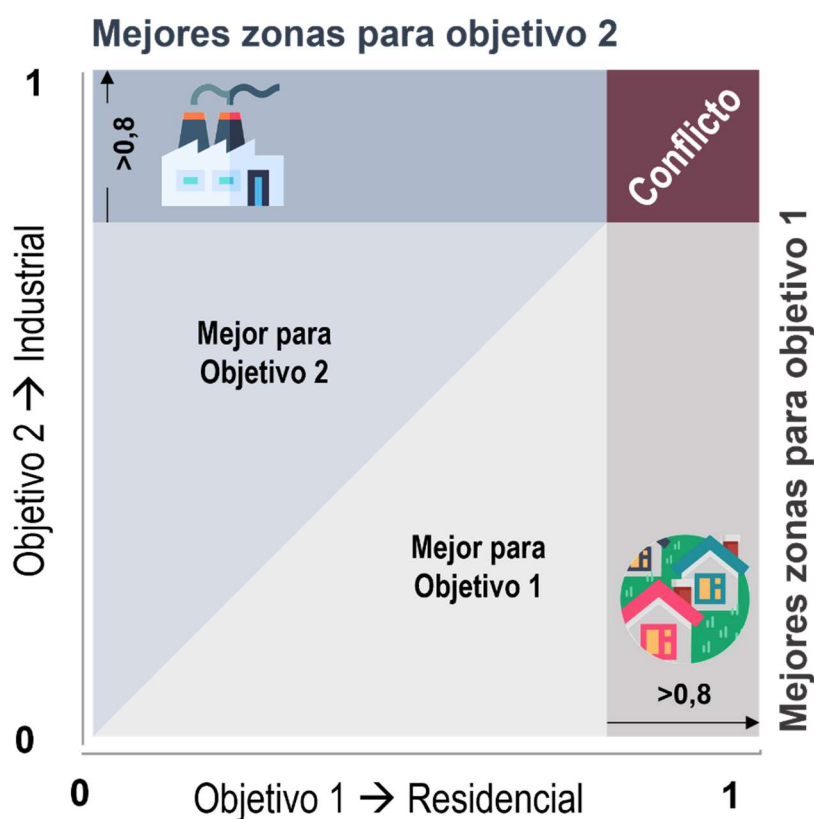 Mejores zonas para objetivo 2
1
>0,8
Conflicto
Objetivo 2 → Industrial
Mejor para
Objetivo 2
Mejores zonas para objetivo 1
Mejor para
Objetivo 1
>0,8
0
0
Objetivo 1 → Residencial
1